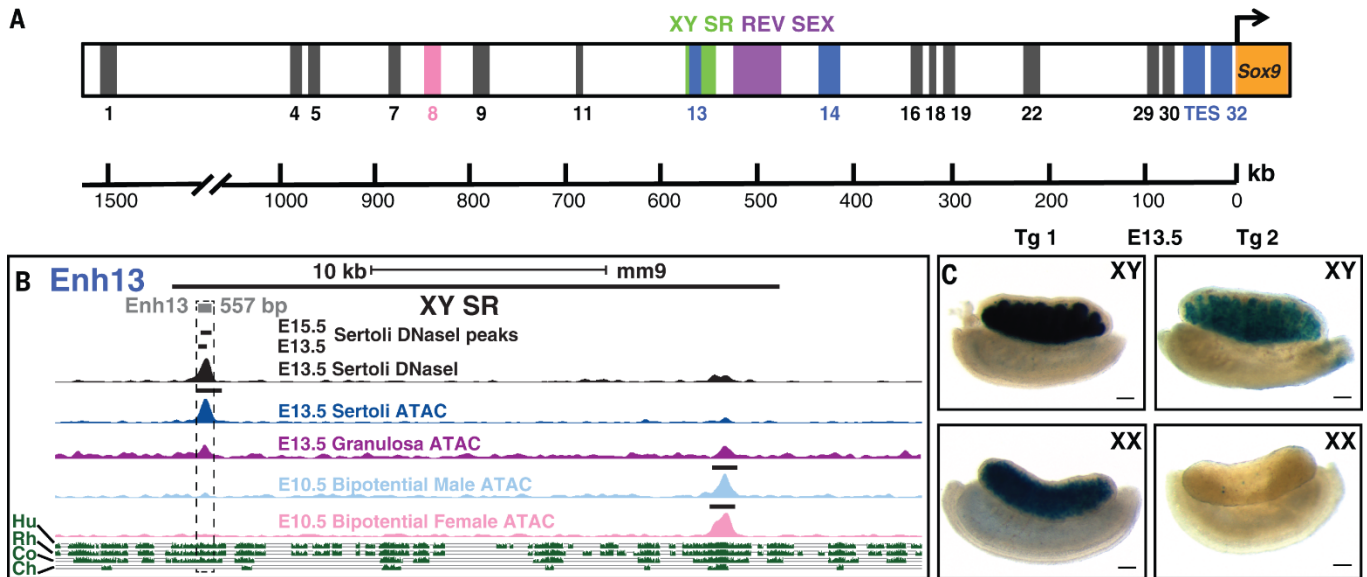 A
XY SR REV SEX
Sox9
1 4 5 7 8 9 11 13 14 16 18 19 22 29 30 TES 32
kb
1500 1000 900 800 700 600 500 400 300 200 100 0
B Enh13
10 kb mm9
XY SR
Enh13 557 bp
E15.5
Sertoli DNaseI peaks
E13.5
E13.5 Sertoli DNaseI
E13.5 Sertoli ATAC
E13.5 Granulosa ATAC
E10.5 Bipotential Male ATAC
E10.5 Bipotential Female ATAC
Hu
Rh
Co
Ch
Tg 1 E13.5 Tg 2
C
XY
XY
XX
XX